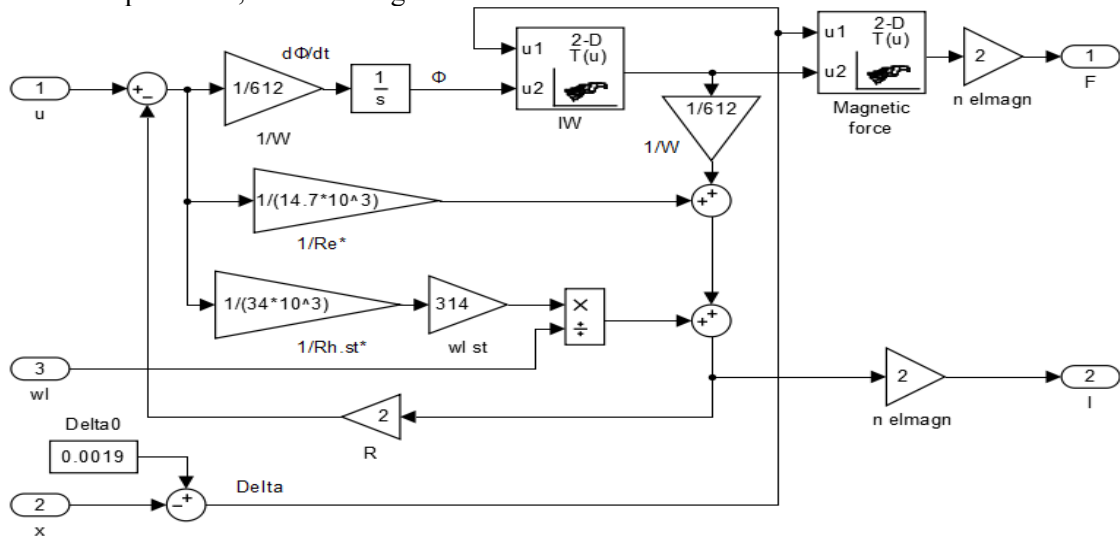 1
u
+
−
1/612
dΦ/dt
1/W
1
s
Φ
u1
u2
2-D
T(u)
IW
u1
u2
2-D
T(u)
Magnetic
force
2
n elmagn
1
F
1/612
1/W
1/(14.7*10^3)
1/Re*
+
+
1/(34*10^3)
1/Rh.st*
314
wI st
×
÷
+
+
3
wI
2
R
2
n elmagn
2
I
Delta0
0.0019
2
x
−
+
Delta